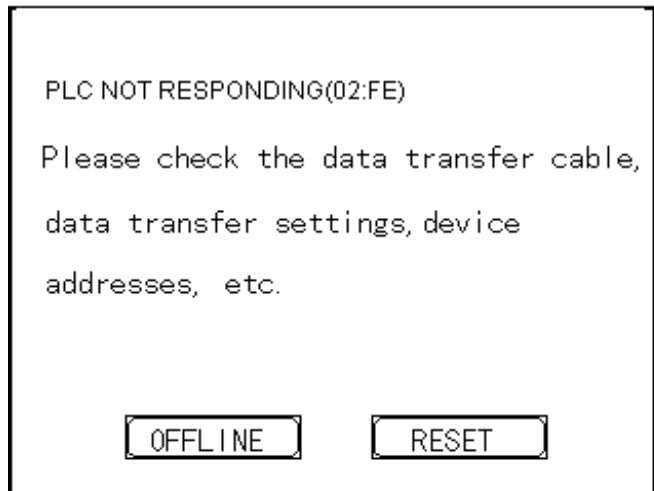 PLC NOT RESPONDING(02:FE)
Please check the data transfer cable,
data transfer settings, device
addresses, etc.
OFFLINE RESET